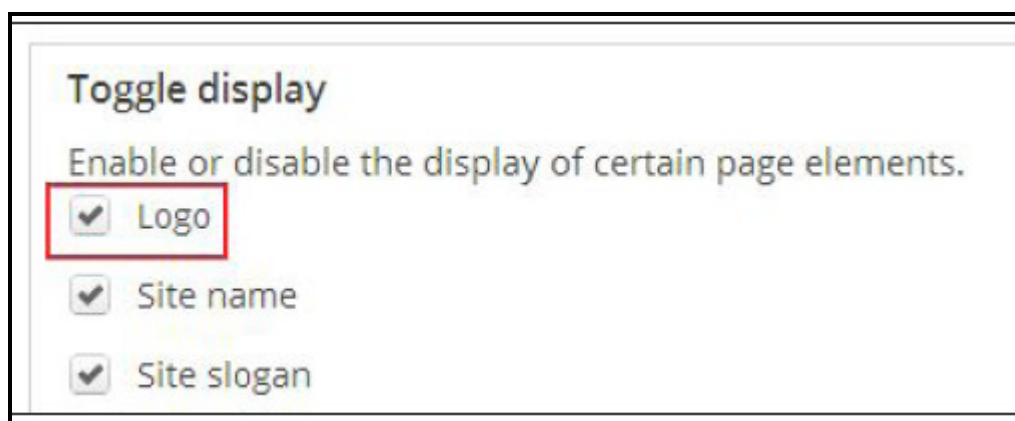 Toggle display
Enable or disable the display of certain page elements.
Logo
Site name
Site slogan